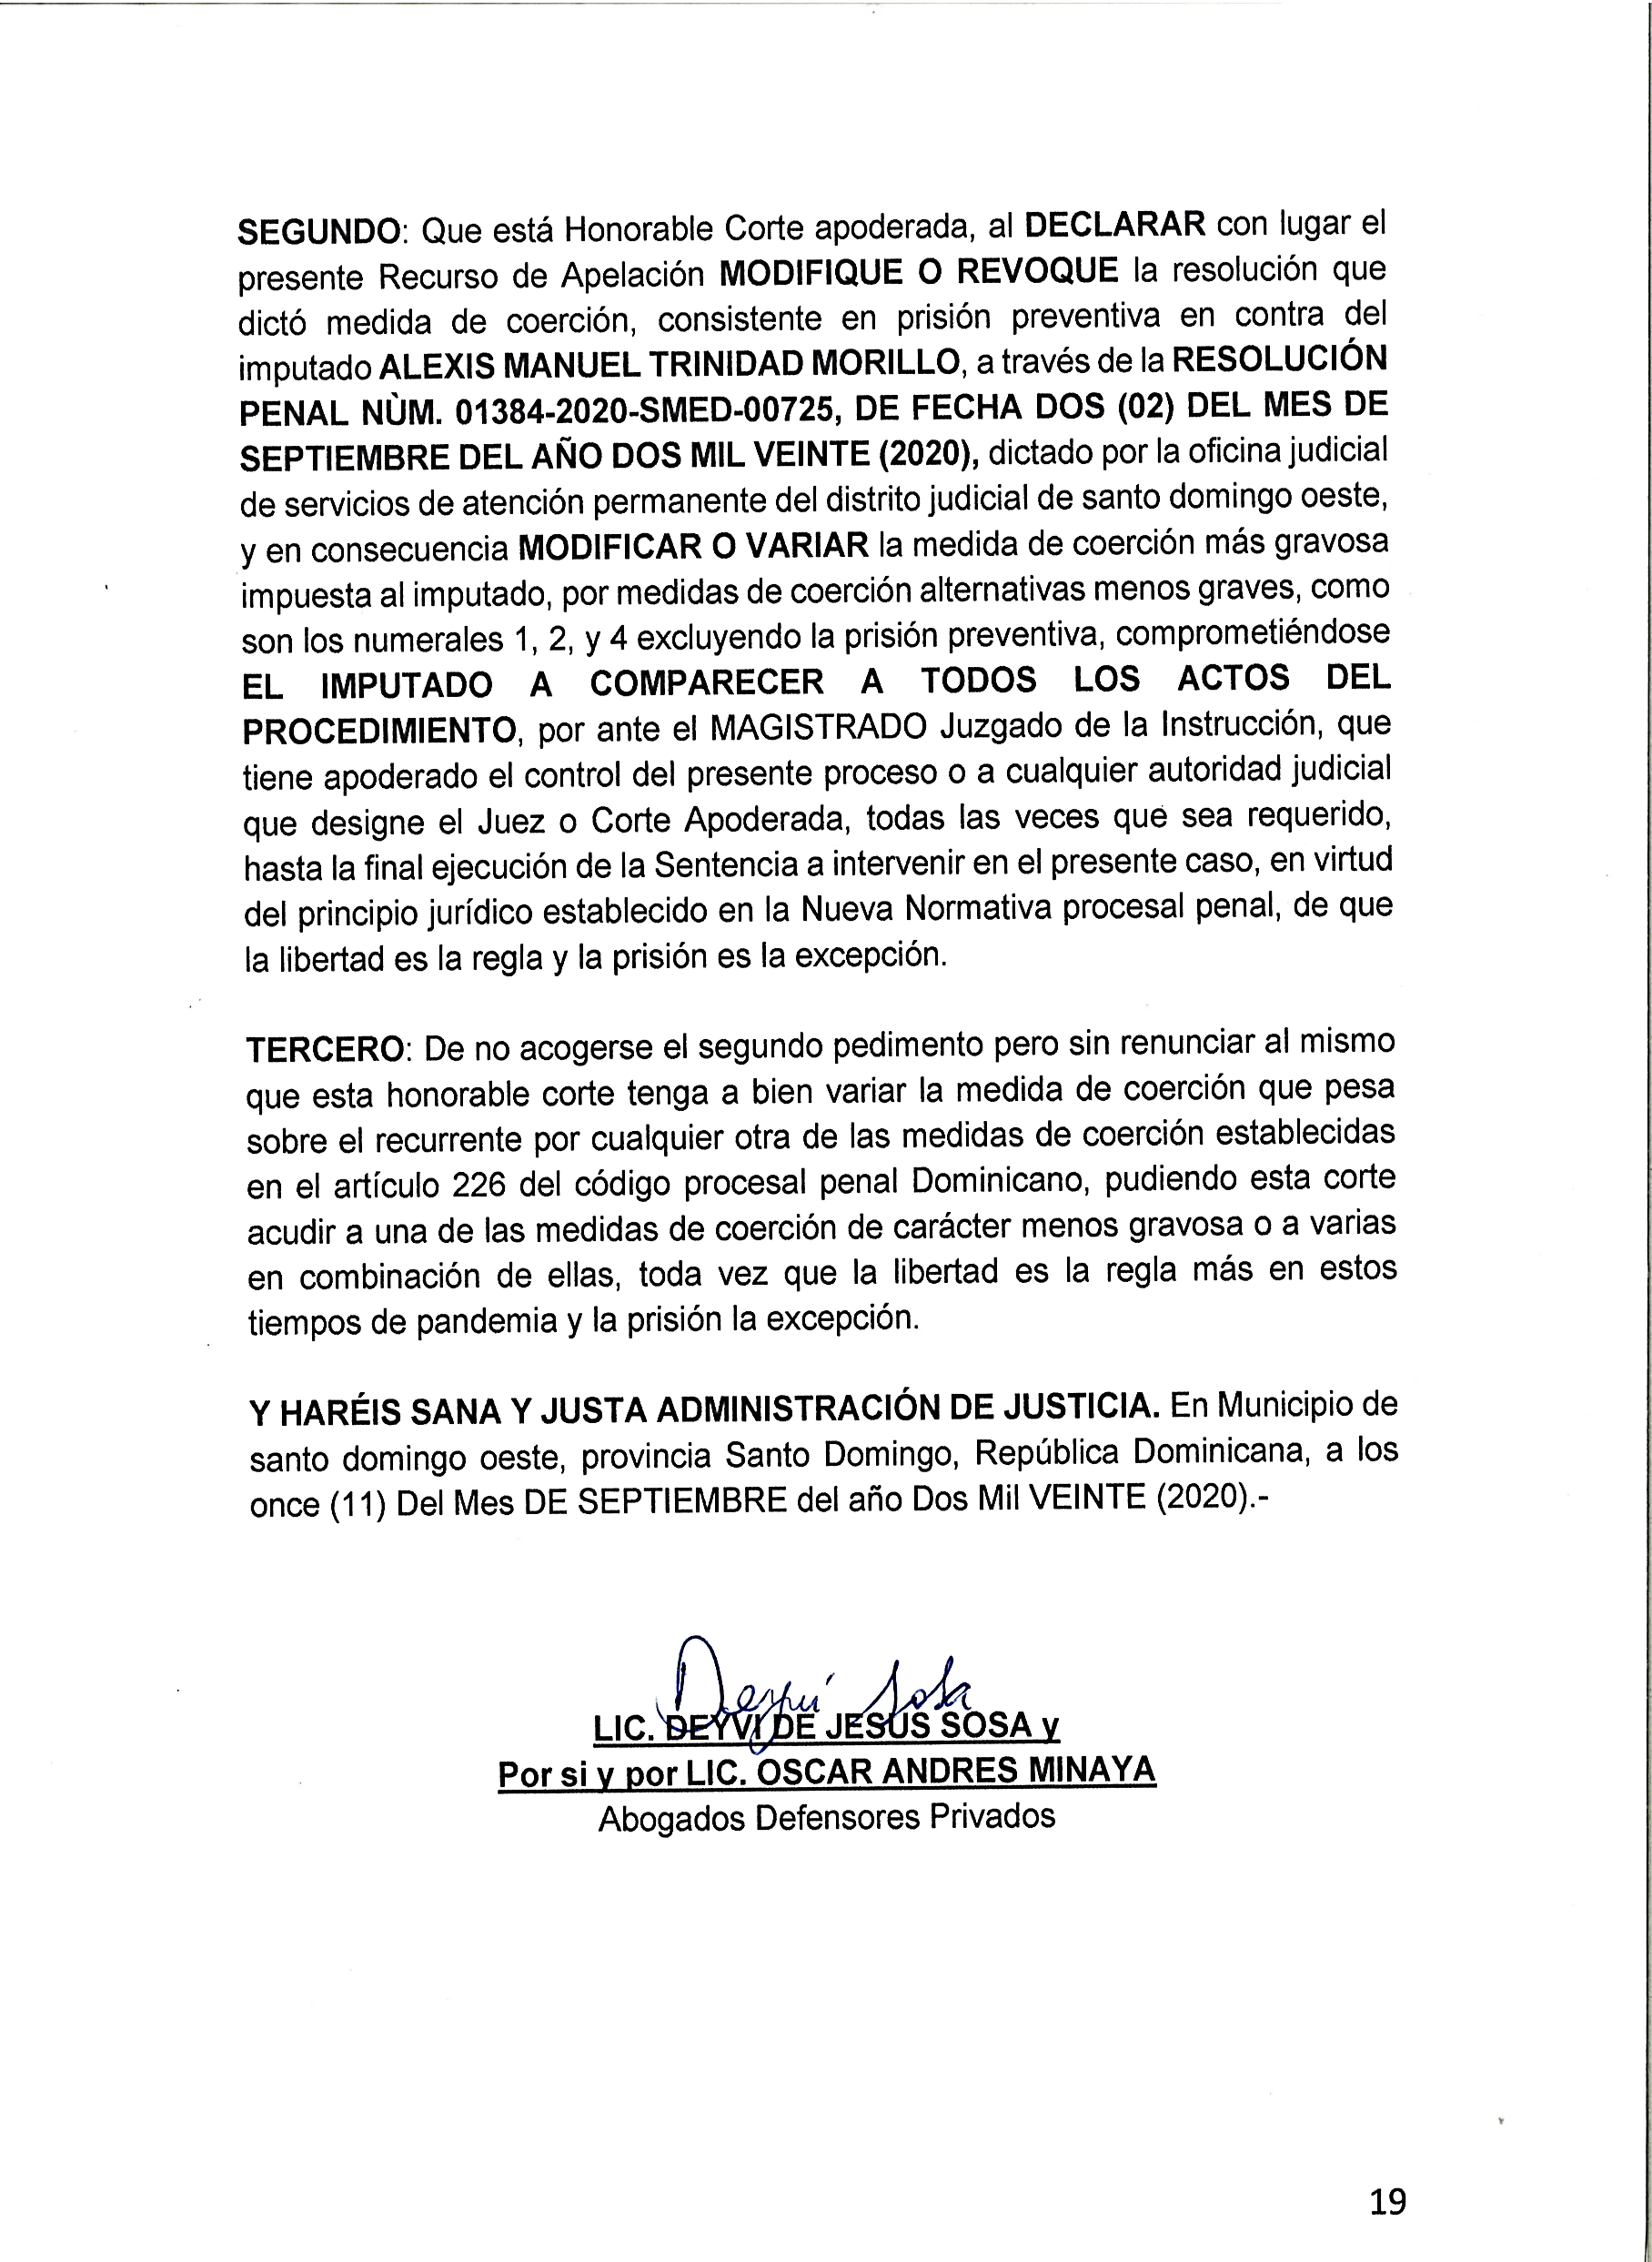 SEGUNDO: Que está Honorable Corte apoderada, al DECLARAR con lugar el
presente Recurso de Apelación MODIFIQUE O REVOQUE la resolución que
dictó medida de coerción, consistente en prisión preventiva en contra del
imputado ALEXIS MANUEL TRINIDAD MORILLO, a través de la RESOLUCIÓN
PENAL NÙM. 01384-2020-SMED-00725, DE FECHA DOS (02) DEL MES DE
SEPTIEMBRE DEL AÑO DOS MIL VEINTE (2020), dictado por la oficina judicial
de servicios de atención permanente del distrito judicial de santo domingo oeste,
y en consecuencia MODIFICAR O VARIAR la medida de coerción más gravosa
impuesta al imputado, por medidas de coerción alternativas menos graves, como
son los numerales 1, 2, y 4 excluyendo la prisión preventiva, comprometiéndose
EL IMPUTADO A COMPARECER A TODOS LOS ACTOS DEL
PROCEDIMIENTO, por ante el MAGISTRADO Juzgado de la Instrucción, que
tiene apoderado el control del presente proceso o a cualquier autoridad judicial
que designe el Juez o Corte Apoderada, todas las veces que sea requerido,
hasta la final ejecución de la Sentencia a intervenir en el presente caso, en virtud
del principio jurídico establecido en la Nueva Normativa procesal penal, de que
la libertad es la regla y la prisión es la excepción.
TERCERO: De no acogerse el segundo pedimento pero sin renunciar al mismo
que esta honorable corte tenga a bien variar la medida de coerción que pesa
sobre el recurrente por cualquier otra de las medidas de coerción establecidas
en el artículo 226 del código procesal penal Dominicano, pudiendo esta corte
acudir a una de las medidas de coerción de carácter menos gravosa o a varias
en combinación de ellas, toda vez que la libertad es la regla más en estos
tiempos de pandemia y la prisión la excepción.
Y HARÉIS SANA Y JUSTA ADMINISTRACIÓN DE JUSTICIA. En Municipio de
santo domingo oeste, provincia Santo Domingo, República Dominicana, a los
once (11) Del Mes DE SEPTIEMBRE del año Dos Mil VEINTE (2020).-
Deyvi Sosa
LIC. DEYVI DE JESUS SOSA y
Por si y por LIC. OSCAR ANDRES MINAYA
Abogados Defensores Privados
19